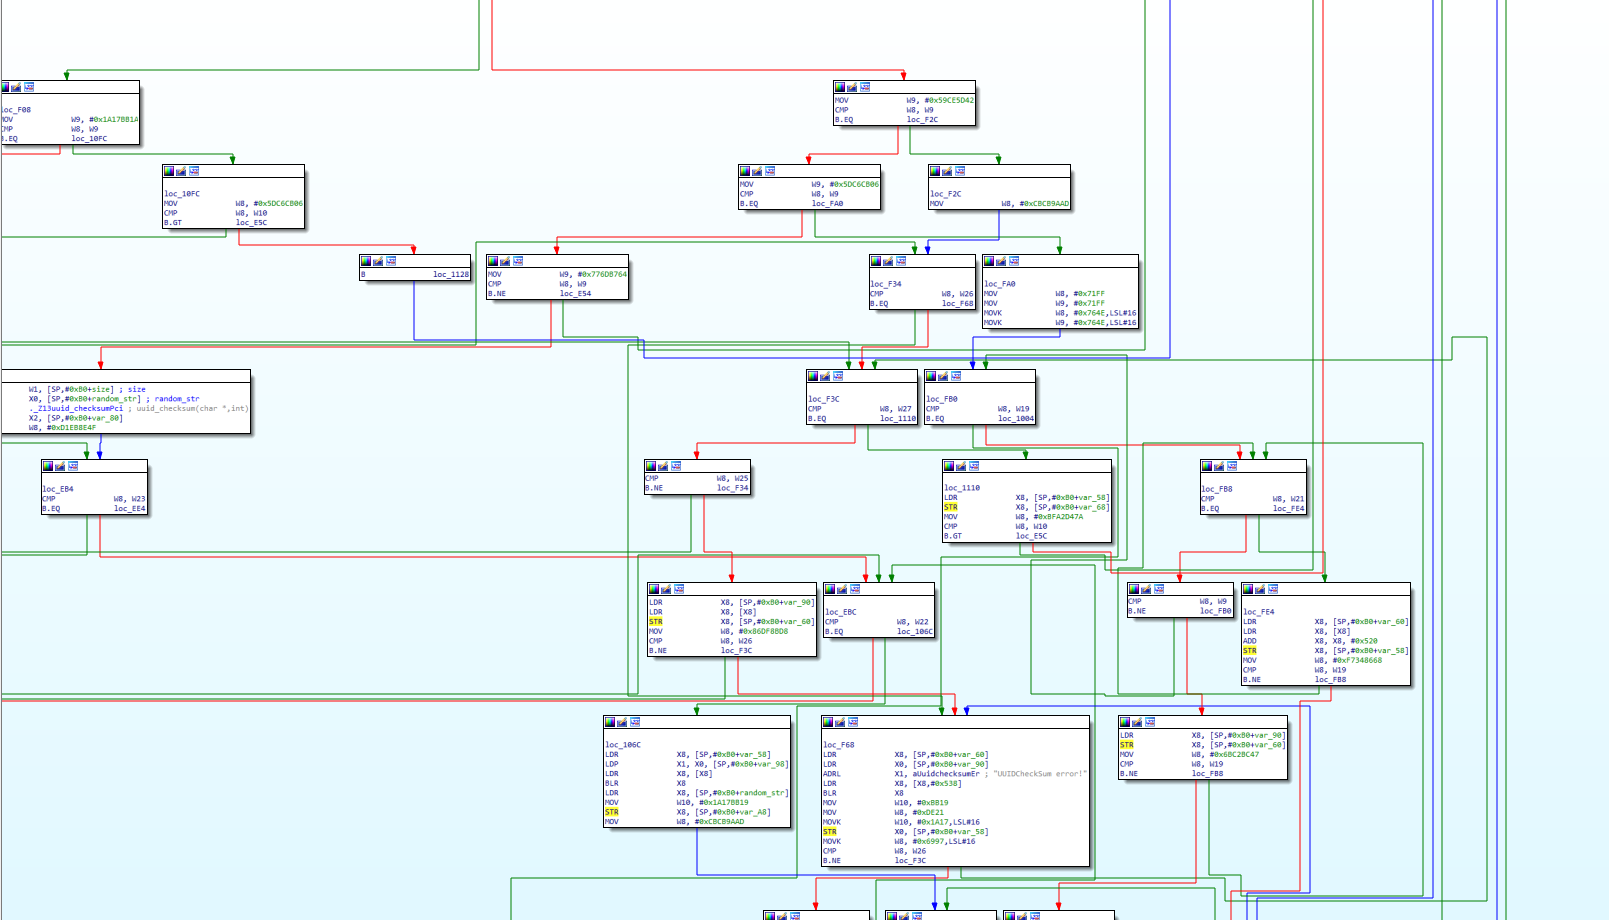 loc_F08
MOV W9, #0x1A17BB1A
CMP W8, W9
B.EQ loc_10FC
MOV W9, #0x59CE5D42
CMP W8, W9
B.EQ loc_F2C
loc_10FC
MOV W8, #0x5DC6CB06
CMP W8, W10
B.GT loc_E5C
MOV W9, #0x5DC6CB06
CMP W8, W9
B.EQ loc_FA0
loc_F2C
MOV W8, #0xCBCB9AAD
B loc_1128
MOV W9, #0x776DB764
CMP W8, W9
B.NE loc_E54
loc_F34
CMP W8, W26
B.EQ loc_F68
loc_FA0
MOV W8, #0x71FF
MOV W9, #0x71FF
MOVK W8, #0x764E,LSL#16
MOVK W9, #0x764E,LSL#16
W1, [SP,#0xB0+size] ; size
X0, [SP,#0xB0+random_str] ; random_str
._Z13uuid_checksumPci ; uuid_checksum(char *,int)
X2, [SP,#0xB0+var_80]
W8, #0xD1EB8E4F
loc_F3C
CMP W8, W27
B.EQ loc_1110
loc_FB0
CMP W8, W19
B.EQ loc_1004
loc_EB4
CMP W8, W23
B.EQ loc_EE4
CMP W8, W25
B.NE loc_F34
loc_1110
LDR X8, [SP,#0xB0+var_58]
STR X8, [SP,#0xB0+var_68]
MOV W8, #0xBFA2D47A
CMP W8, W10
B.GT loc_E5C
loc_FB8
CMP W8, W21
B.EQ loc_FE4
LDR X8, [SP,#0xB0+var_90]
LDR X8, [X8]
STR X8, [SP,#0xB0+var_60]
MOV W8, #0x86DF8BD8
CMP W8, W26
B.NE loc_F3C
loc_EBC
CMP W8, W22
B.EQ loc_106C
CMP W8, W9
B.NE loc_FB0
loc_FE4
LDR X8, [SP,#0xB0+var_60]
LDR X8, [X8]
ADD X8, X8, #0x520
STR X8, [SP,#0xB0+var_58]
MOV W8, #0xF7348668
CMP W8, W19
B.NE loc_FB8
loc_106C
LDR X8, [SP,#0xB0+var_58]
LDP X1, X0, [SP,#0xB0+var_98]
LDR X8, [X8]
BLR X8
LDR X8, [SP,#0xB0+random_str]
MOV W10, #0x1A17BB19
STR X8, [SP,#0xB0+var_A8]
MOV W8, #0xCBCB9AAD
loc_F68
LDR X8, [SP,#0xB0+var_60]
LDR X0, [SP,#0xB0+var_90]
ADRL X1, aUuidchecksumEr ; "UUIDCheckSum error!"
LDR X8, [X8,#0x538]
BLR X8
MOV W10, #0xBB19
MOV W8, #0xDE21
MOVK W10, #0x1A17,LSL#16
STR X0, [SP,#0xB0+var_58]
MOVK W8, #0x6997,LSL#16
CMP W8, W26
B.NE loc_F3C
LDR X8, [SP,#0xB0+var_90]
STR X8, [SP,#0xB0+var_60]
MOV W8, #0x6BC2BC47
CMP W8, W19
B.NE loc_FB8